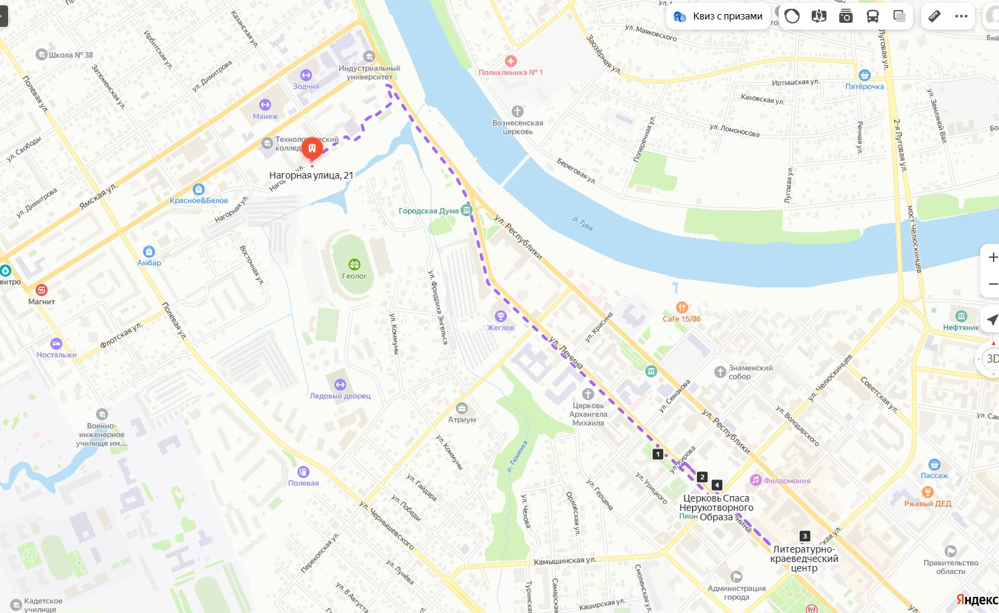 Квиз с призами
Казанская ул.
Ирбитская ул.
Школа № 38
Затюменская ул.
Полевая ул.
ул. Димитрова
Зодчий
Индустриальный
университет
Манеж
Технологический
Нагорная улица, 21
Нагорная ул.
ул. Свободы
ул. Димитрова
Ямская ул.
Красное&Белое
Нагорная ул.
Амбар
Восточная ул.
Магнит
Полевая ул.
Флотская ул.
Ностальжи
Геолог
Городская Дума
ул. Фридриха Энгельса
ул. Коммуны
Жеглов
Ледовый дворец
Атриум
Военно-
инженерное
училище им....
Полевая
ул. Коммуны
ул. Гайдара
ул. Победы
ул. Чернышевского
Перекопская ул.
ул. Лунёва
ул. 8 Августа
Кадетское
училище
Поликлиника № 1
Вознесенская
церковь
ул. Маяковского
Заозёрная ул.
Луговая ул.
Иртышская ул.
Пятёрочка
Каховская ул.
ул. Земляной Вал
ул. Ломоносова
Речная ул.
Поперечная ул.
2-я Луговая ул.
Береговая ул.
Луговая ул.
р. Тура
мост Челюскинцев
ул. Республики
ул. Ленина
ул. Красина
Cafe 15/86
Нефтяник
3D
Знаменский
собор
ул. Челюскинцев
Советская ул.
ул. Семакова
Церковь
Архангела
Михаила
ул. Республики
ул. Володарского
р. Тюменка
1
ул. Кирова
2
4
Филармония
Пассаж
Ржавый ДЕД
Церковь Спаса
Нерукотворного
Образа
Пион
ул. Урицкого
ул. Герцена
Орловская ул.
ул. Чехова
3
Литературно-
краеведческий
центр
Камышинская ул.
Администрация
города
Правительство
области
Смоленская ул.
Каширская ул.
Яндекс